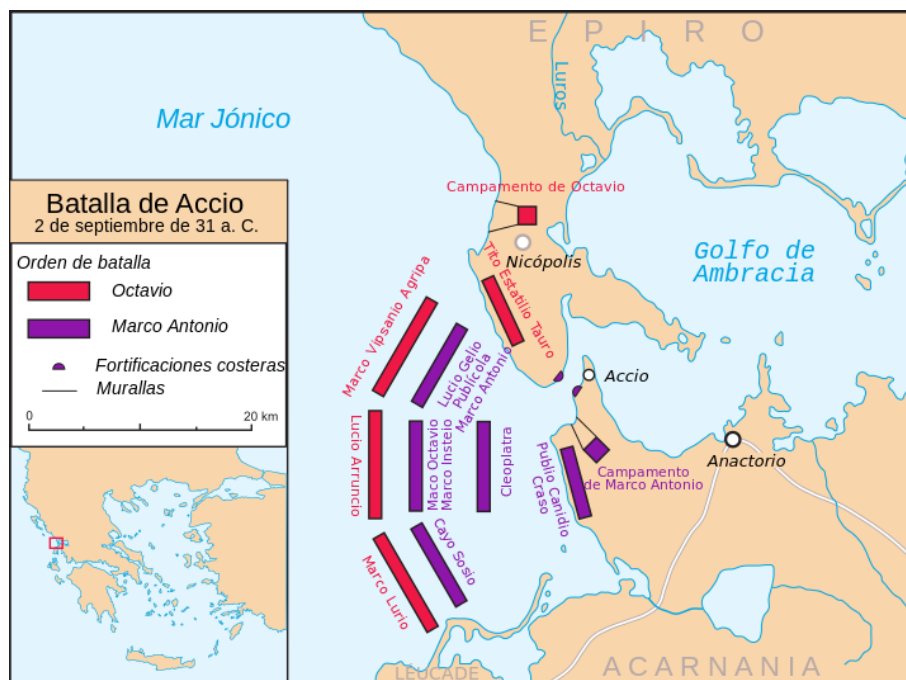 EPIRO
Luros
Mar Jónico
Campamento de Octavio
Batalla de Accio
2 de septiembre de 31 a. C.
Orden de batalla
Octavio
Marco Antonio
Fortificaciones costeras
Murallas
0 20 km
Nicópolis
Golfo de
Ambracia
Tito Estatilio Tauro
Marco Vipsanio Agripa
Lucio Gelio
Publícola
Marco Antonio
Accio
Lucio Arruncio
Maco Octavio
Marco Insteio
Cleoplatra
Publio Canidio
Craso
Campamento
de Marco Antonio
Anactorio
Cayo Sosio
Marco Lurio
LEUCADE
ACARNANIA